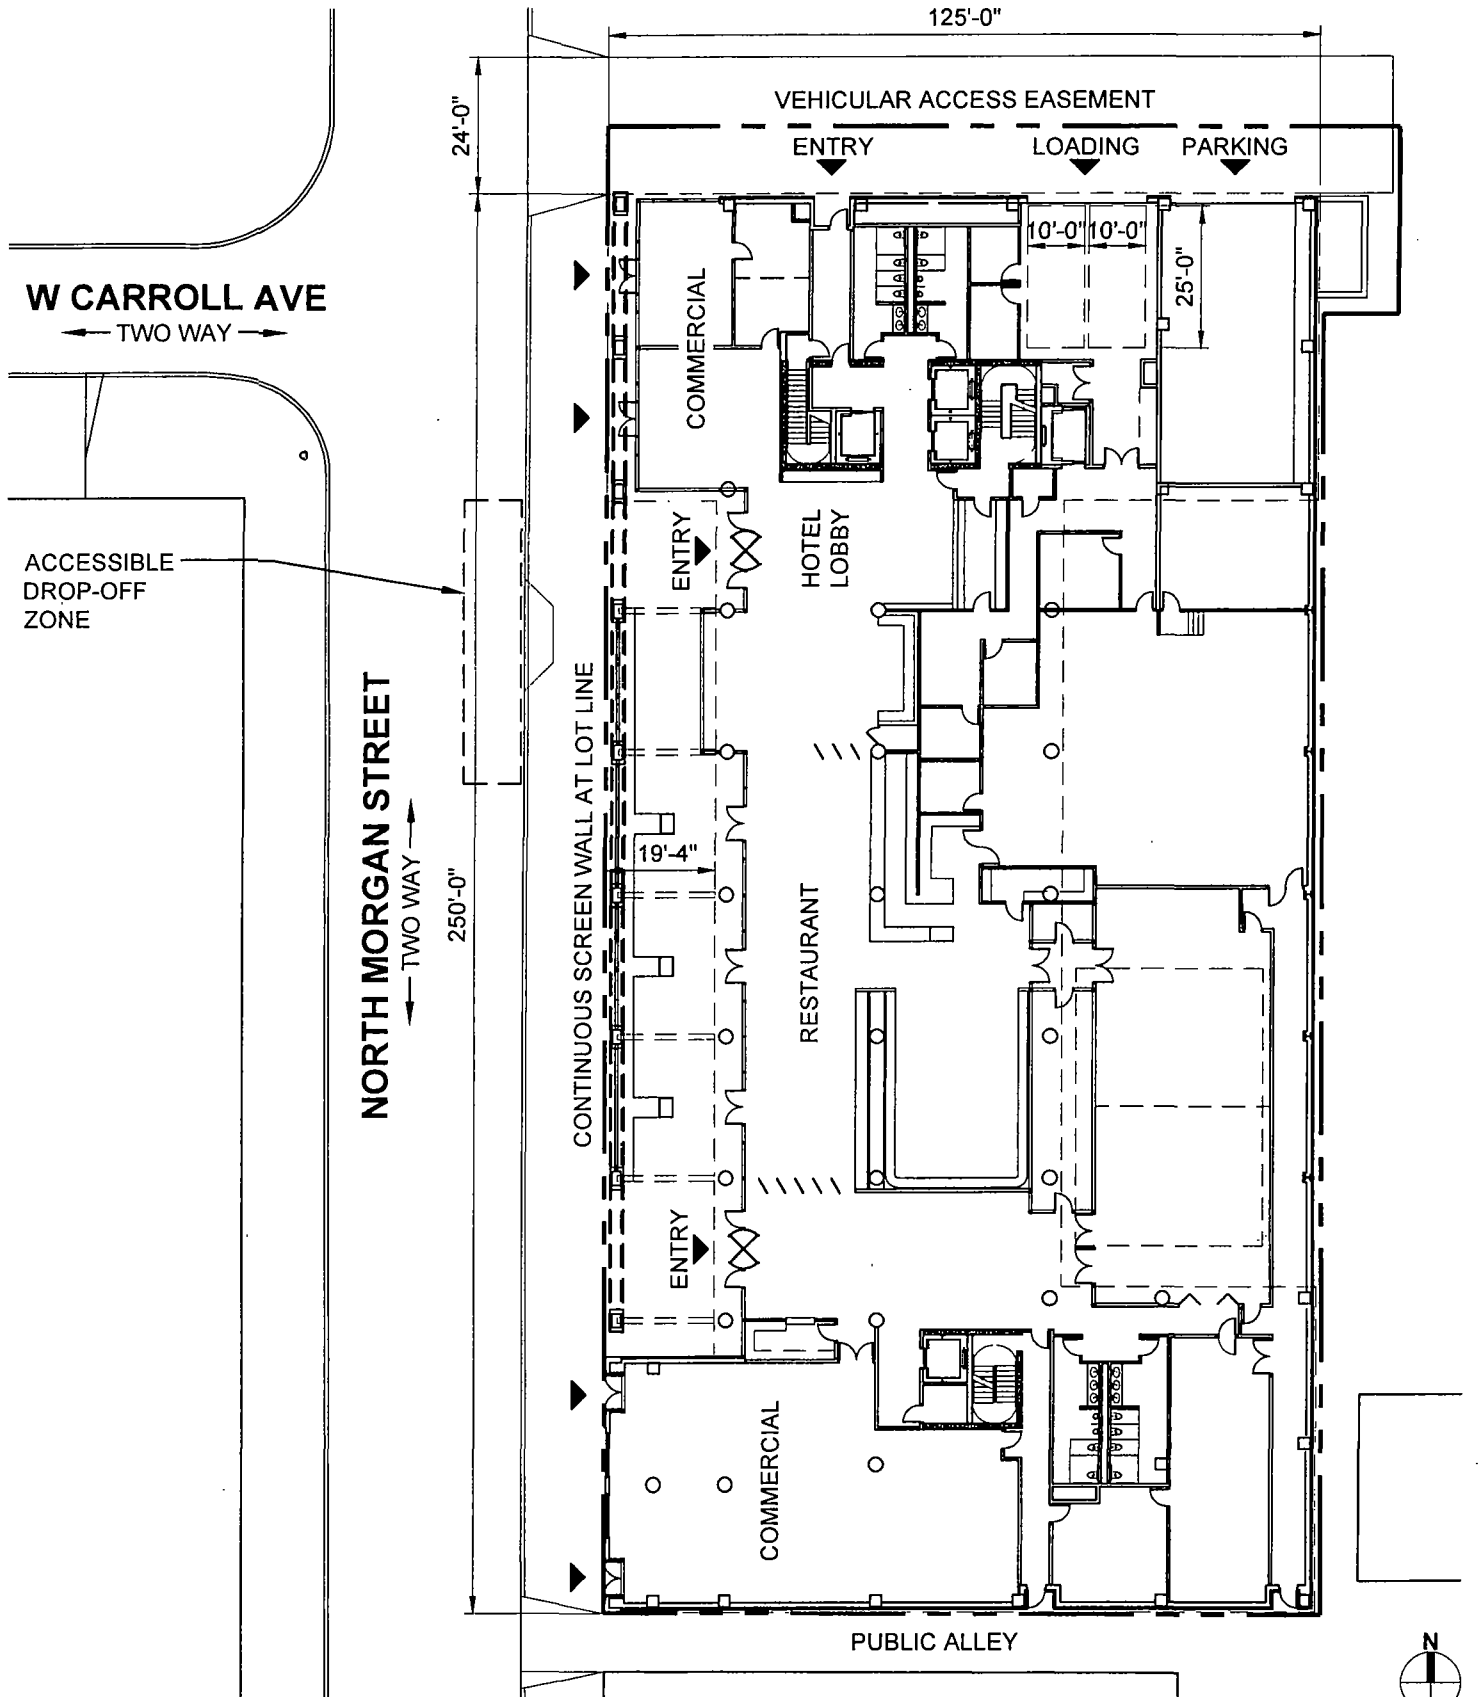 125'-0"
VEHICULAR ACCESS EASEMENT
24'-0"
ENTRY
LOADING
PARKING
10'-0"
10'-0"
25'-0"
W CARROLL AVE
TWO WAY
COMMERCIAL
ENTRY
HOTEL
LOBBY
ACCESSIBLE
DROP-OFF
ZONE
NORTH MORGAN STREET
TWO WAY
250'-0"
CONTINUOUS SCREEN WALL AT LOT LINE
19'-4"
RESTAURANT
ENTRY
COMMERCIAL
PUBLIC ALLEY
N